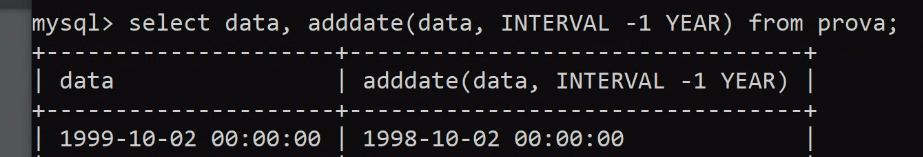 mysql> select data, adddate(data, INTERVAL -1 YEAR) from prova;
+---------------------+---------------------------------+
| data                | adddate(data, INTERVAL -1 YEAR) |
+---------------------+---------------------------------+
| 1999-10-02 00:00:00 | 1998-10-02 00:00:00             |